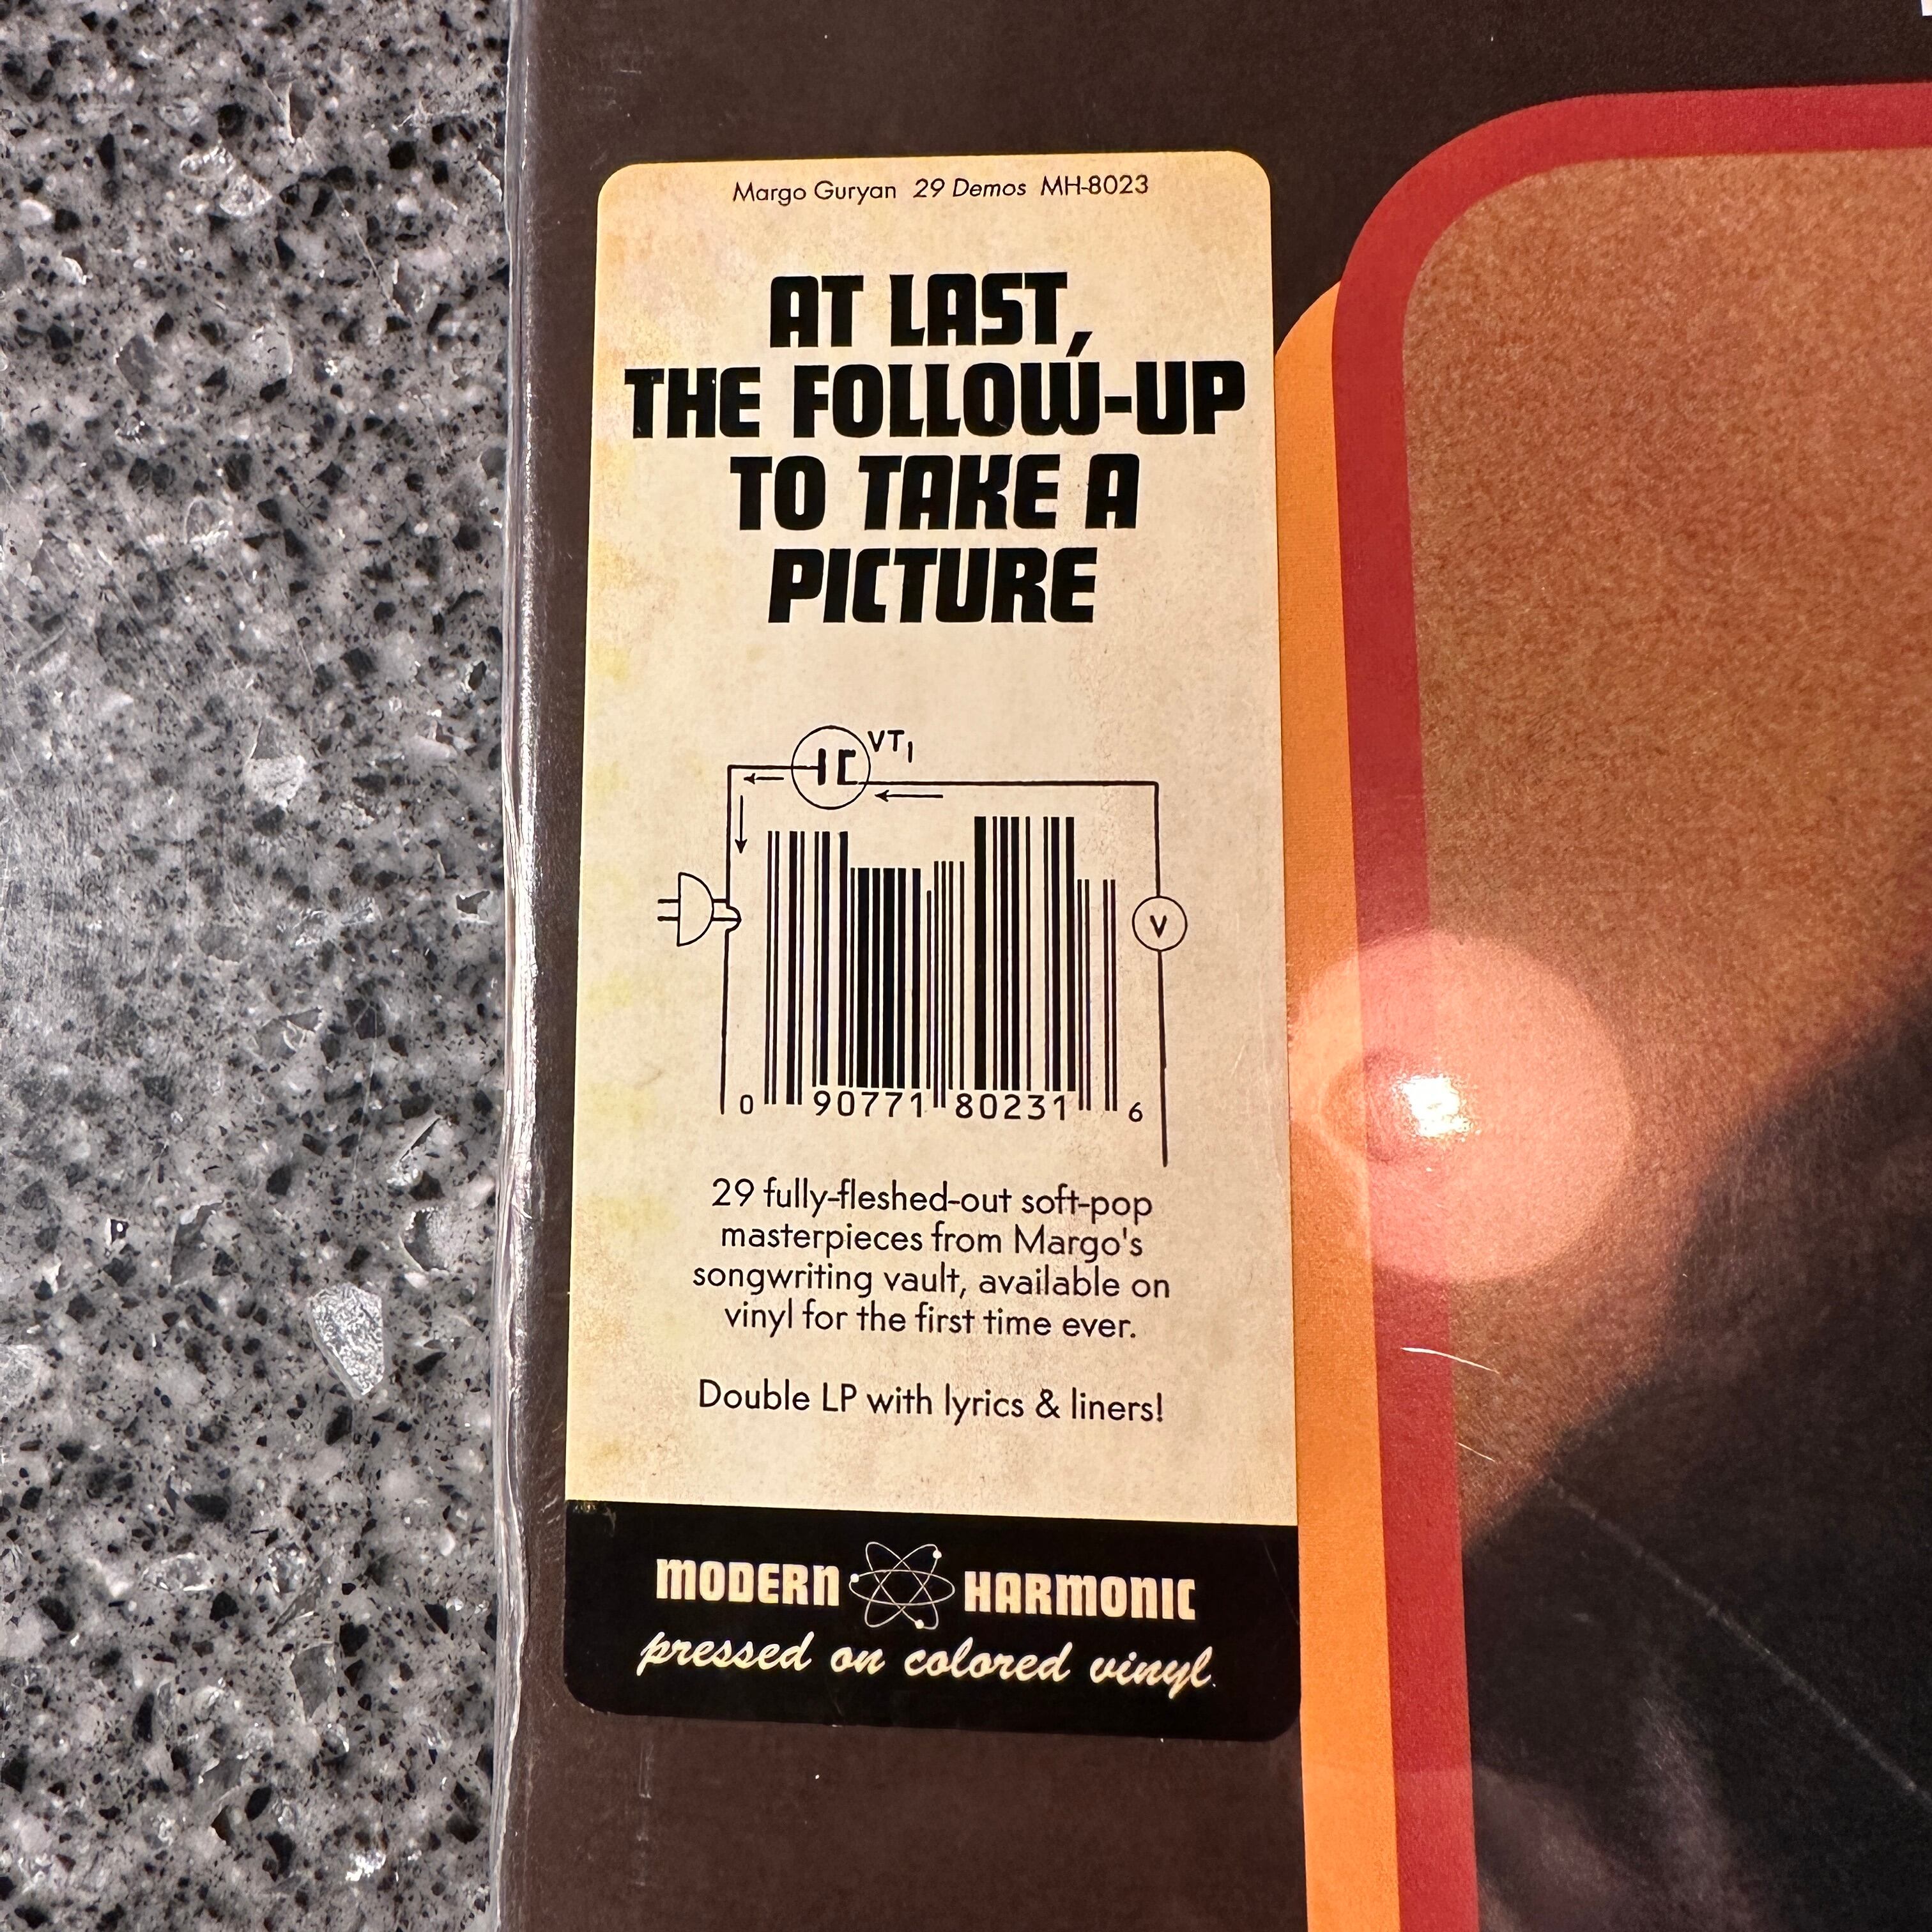 Margo Guryan 29 Demos MH-8023
AT LAST,
THE FOLLOW-UP
TO TAKE A
PICTURE
VT1
V
0 90771 80231 6
29 fully-fleshed-out soft-pop
masterpieces from Margo's
songwriting vault, available on
vinyl for the first time ever.
Double LP with lyrics & liners!
MODERN HARMONIC
pressed on colored vinyl.